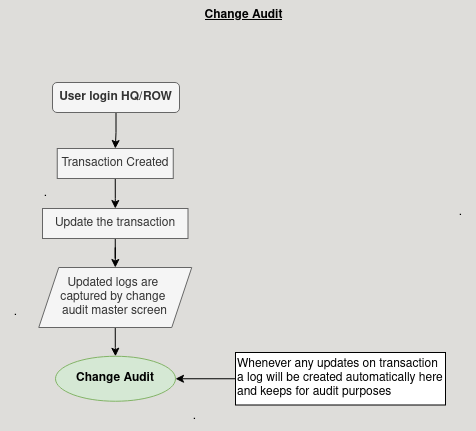 Change Audit
User login HQ/ROW
Transaction Created
Update the transaction
Updated logs are
captured by change
audit master screen
Change Audit
Whenever any updates on transaction
a log will be created automatically here
and keeps for audit purposes